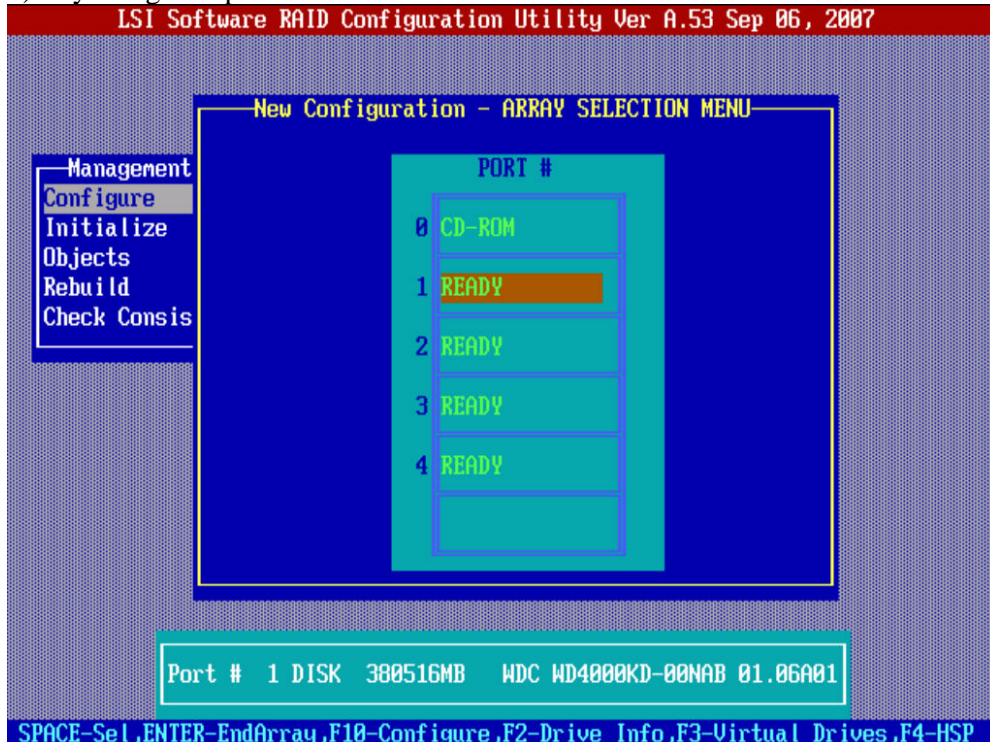 LSI Software RAID Configuration Utility Ver A.53 Sep 06, 2007
New Configuration - ARRAY SELECTION MENU
Management
Configure
Initialize
Objects
Rebuild
Check Consis
PORT #
0 CD-ROM
1 READY
2 READY
3 READY
4 READY
Port # 1 DISK 380516MB WDC WD4000KD-00NAB 01.06A01
SPACE-Sel,ENTER-EndArray,F10-Configure,F2-Drive Info,F3-Virtual Drives,F4-HSP